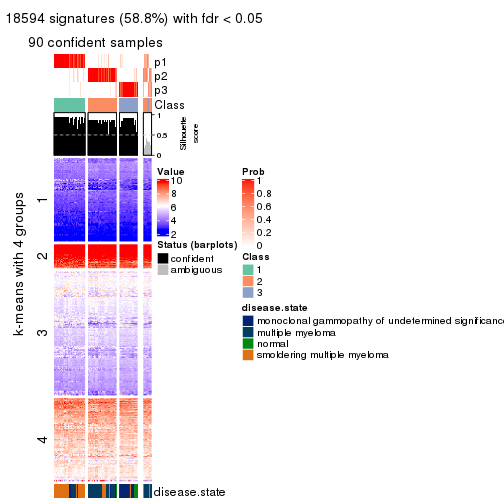 18594 signatures (58.8%) with fdr < 0.05
90 confident samples
p1
p2
p3
Class
1
0.5
0
Silhouette
score
k-means with 4 groups
1
2
3
4
Value
10
8
6
4
2
Status (barplots)
confident
ambiguous
Prob
1
0.8
0.6
0.4
0.2
0
Class
1
2
3
disease.state
monoclonal gammopathy of undetermined significance
multiple myeloma
normal
smoldering multiple myeloma
disease.state